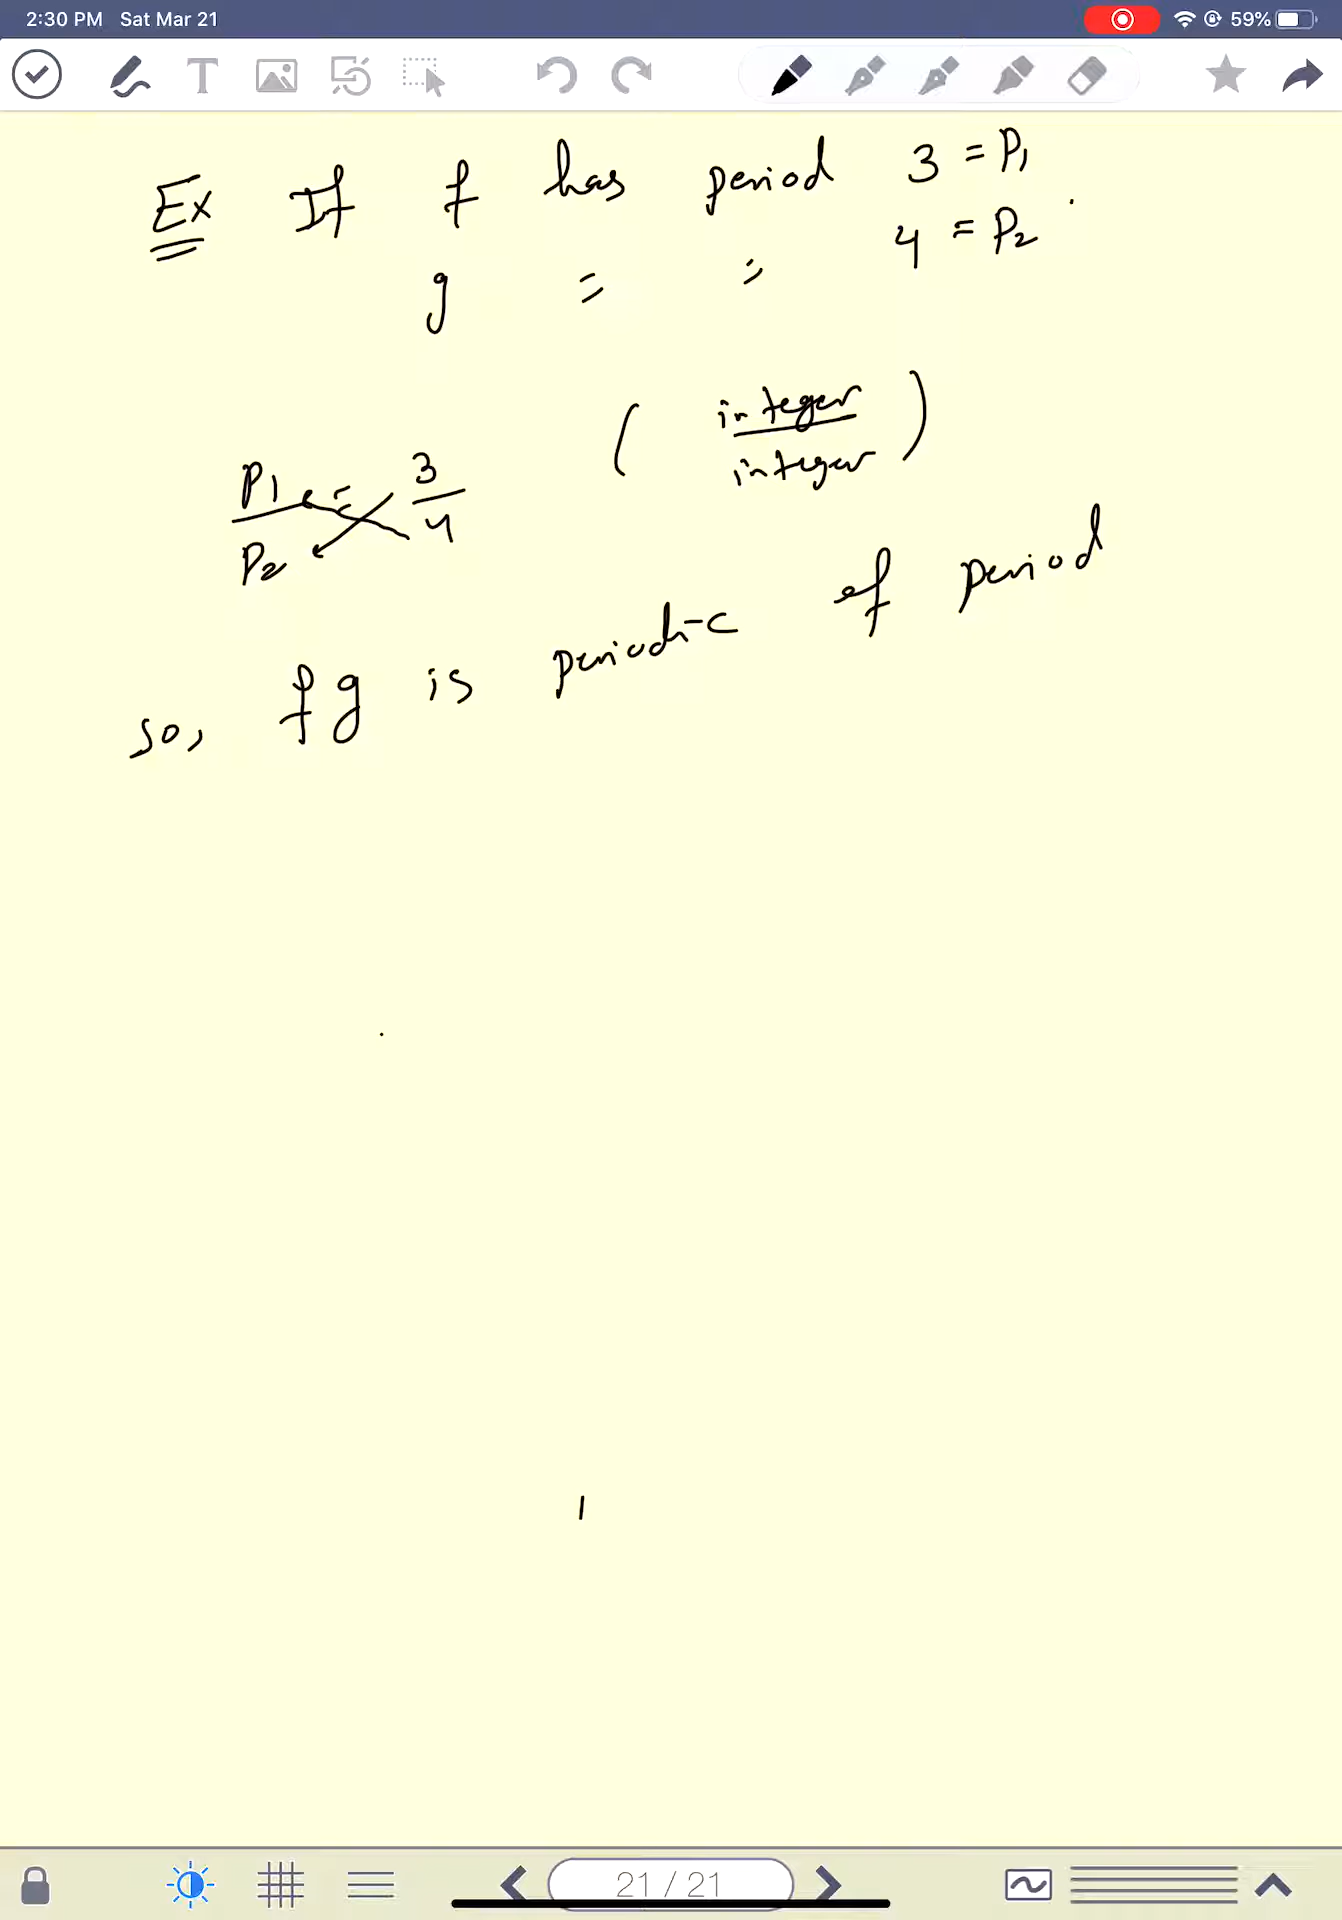 2:30 PM Sat Mar 21 59%
Ex If f has period 3 = P1
g = = 4 = P2
P1/P2 = 3/4 ( integer/integer )
so, fg is periodic of period
21 / 21